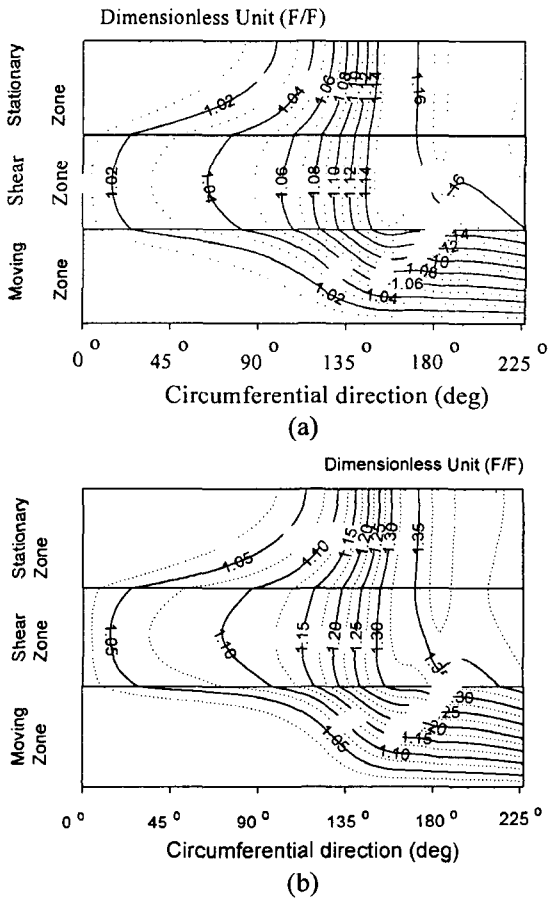 Dimensionless Unit (F/F)
Stationary Zone
1.02 1.04 1.06 1.08 1.10 1.12 1.14 1.16
Shear Zone
1.02 1.04 1.06 1.08 1.10 1.12 1.14 1.16
Moving Zone
1.02 1.04 1.06 1.08 10 12 14
0 ° 45 ° 90 ° 135 ° 180 ° 225 °
Circumferential direction (deg)
(a)
Dimensionless Unit (F/F)
Stationary Zone
1.05 1.10 1.15 1.20 1.25 1.30 1.35
Shear Zone
1.05 1.10 1.15 1.20 1.25 1.30 1.35
Moving Zone
1.05 1.10 1.15 20 25 30
0 ° 45 ° 90 ° 135 ° 180 ° 225 °
Circumferential direction (deg)
(b)